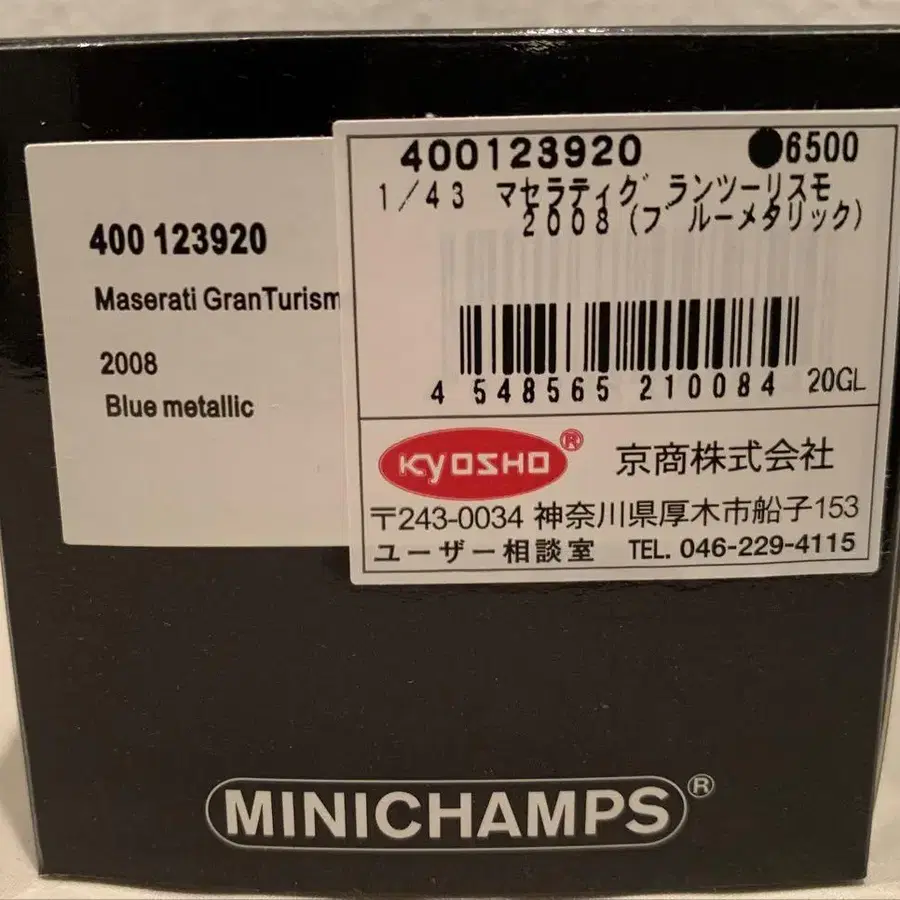 400 123920
Maserati GranTurism
2008
Blue metallic
400123920 ●6500
1/43 マセラティグランツーリスモ
2008(ブルーメタリック)
4 548565 210084 20GL
KYOSHO® 京商株式会社
〒243-0034 神奈川県厚木市船子153
ユーザー相談室 TEL. 046-229-4115
MINICHAMPS®